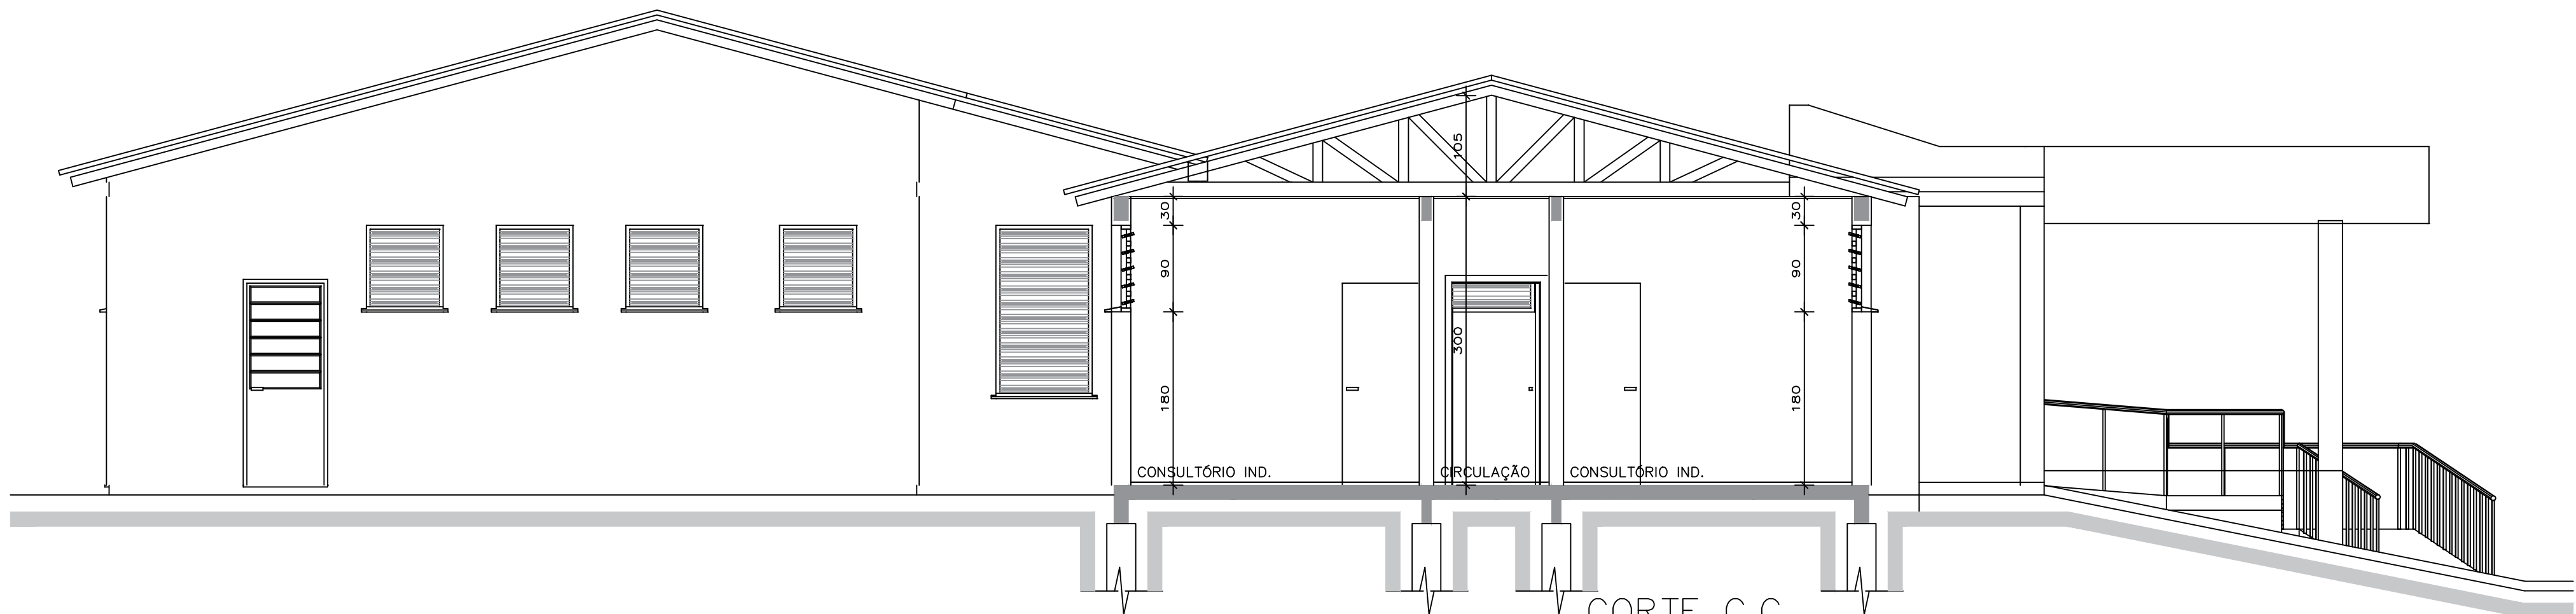 105
30
30
90
90
300
180
180
CONSULTÓRIO IND.
CIRCULAÇÃO
CONSULTÓRIO IND.
CORTE C.C